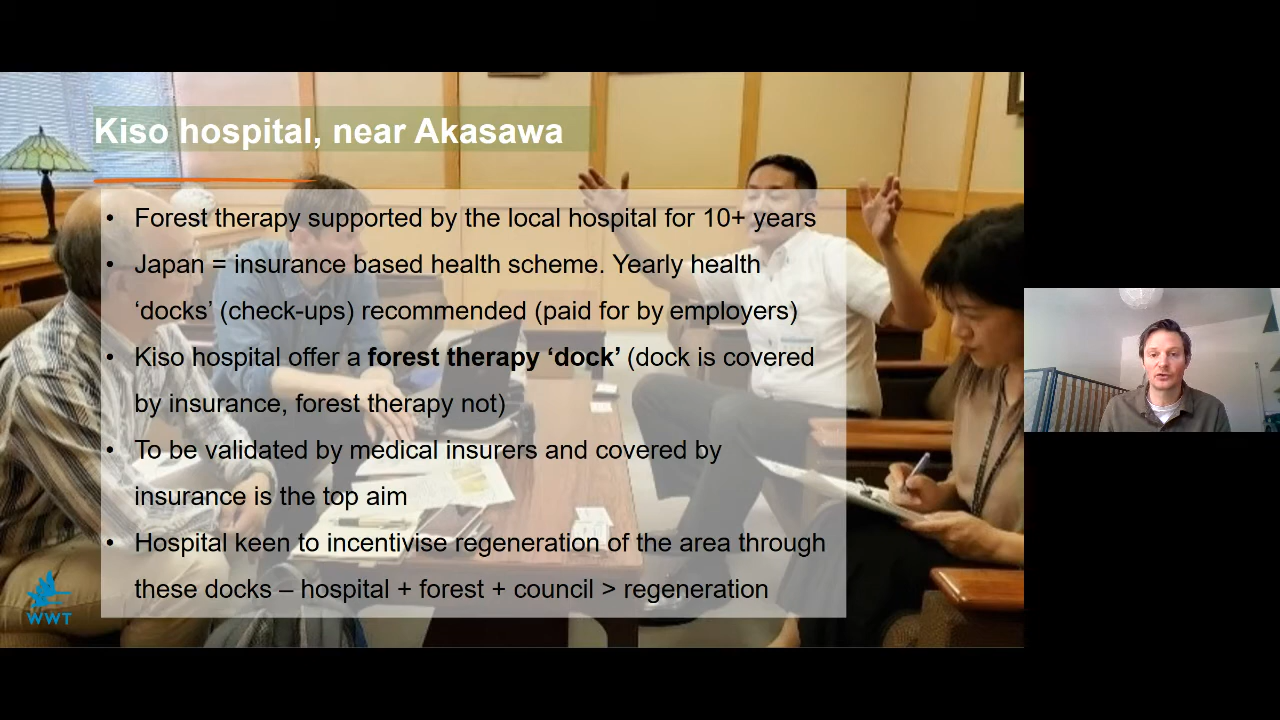 Kiso hospital, near Akasawa
• Forest therapy supported by the local hospital for 10+ years
• Japan = insurance based health scheme. Yearly health
‘docks’ (check-ups) recommended (paid for by employers)
• Kiso hospital offer a forest therapy ‘dock’ (dock is covered
by insurance, forest therapy not)
• To be validated by medical insurers and covered by
insurance is the top aim
• Hospital keen to incentivise regeneration of the area through
these docks – hospital + forest + council > regeneration
WWT